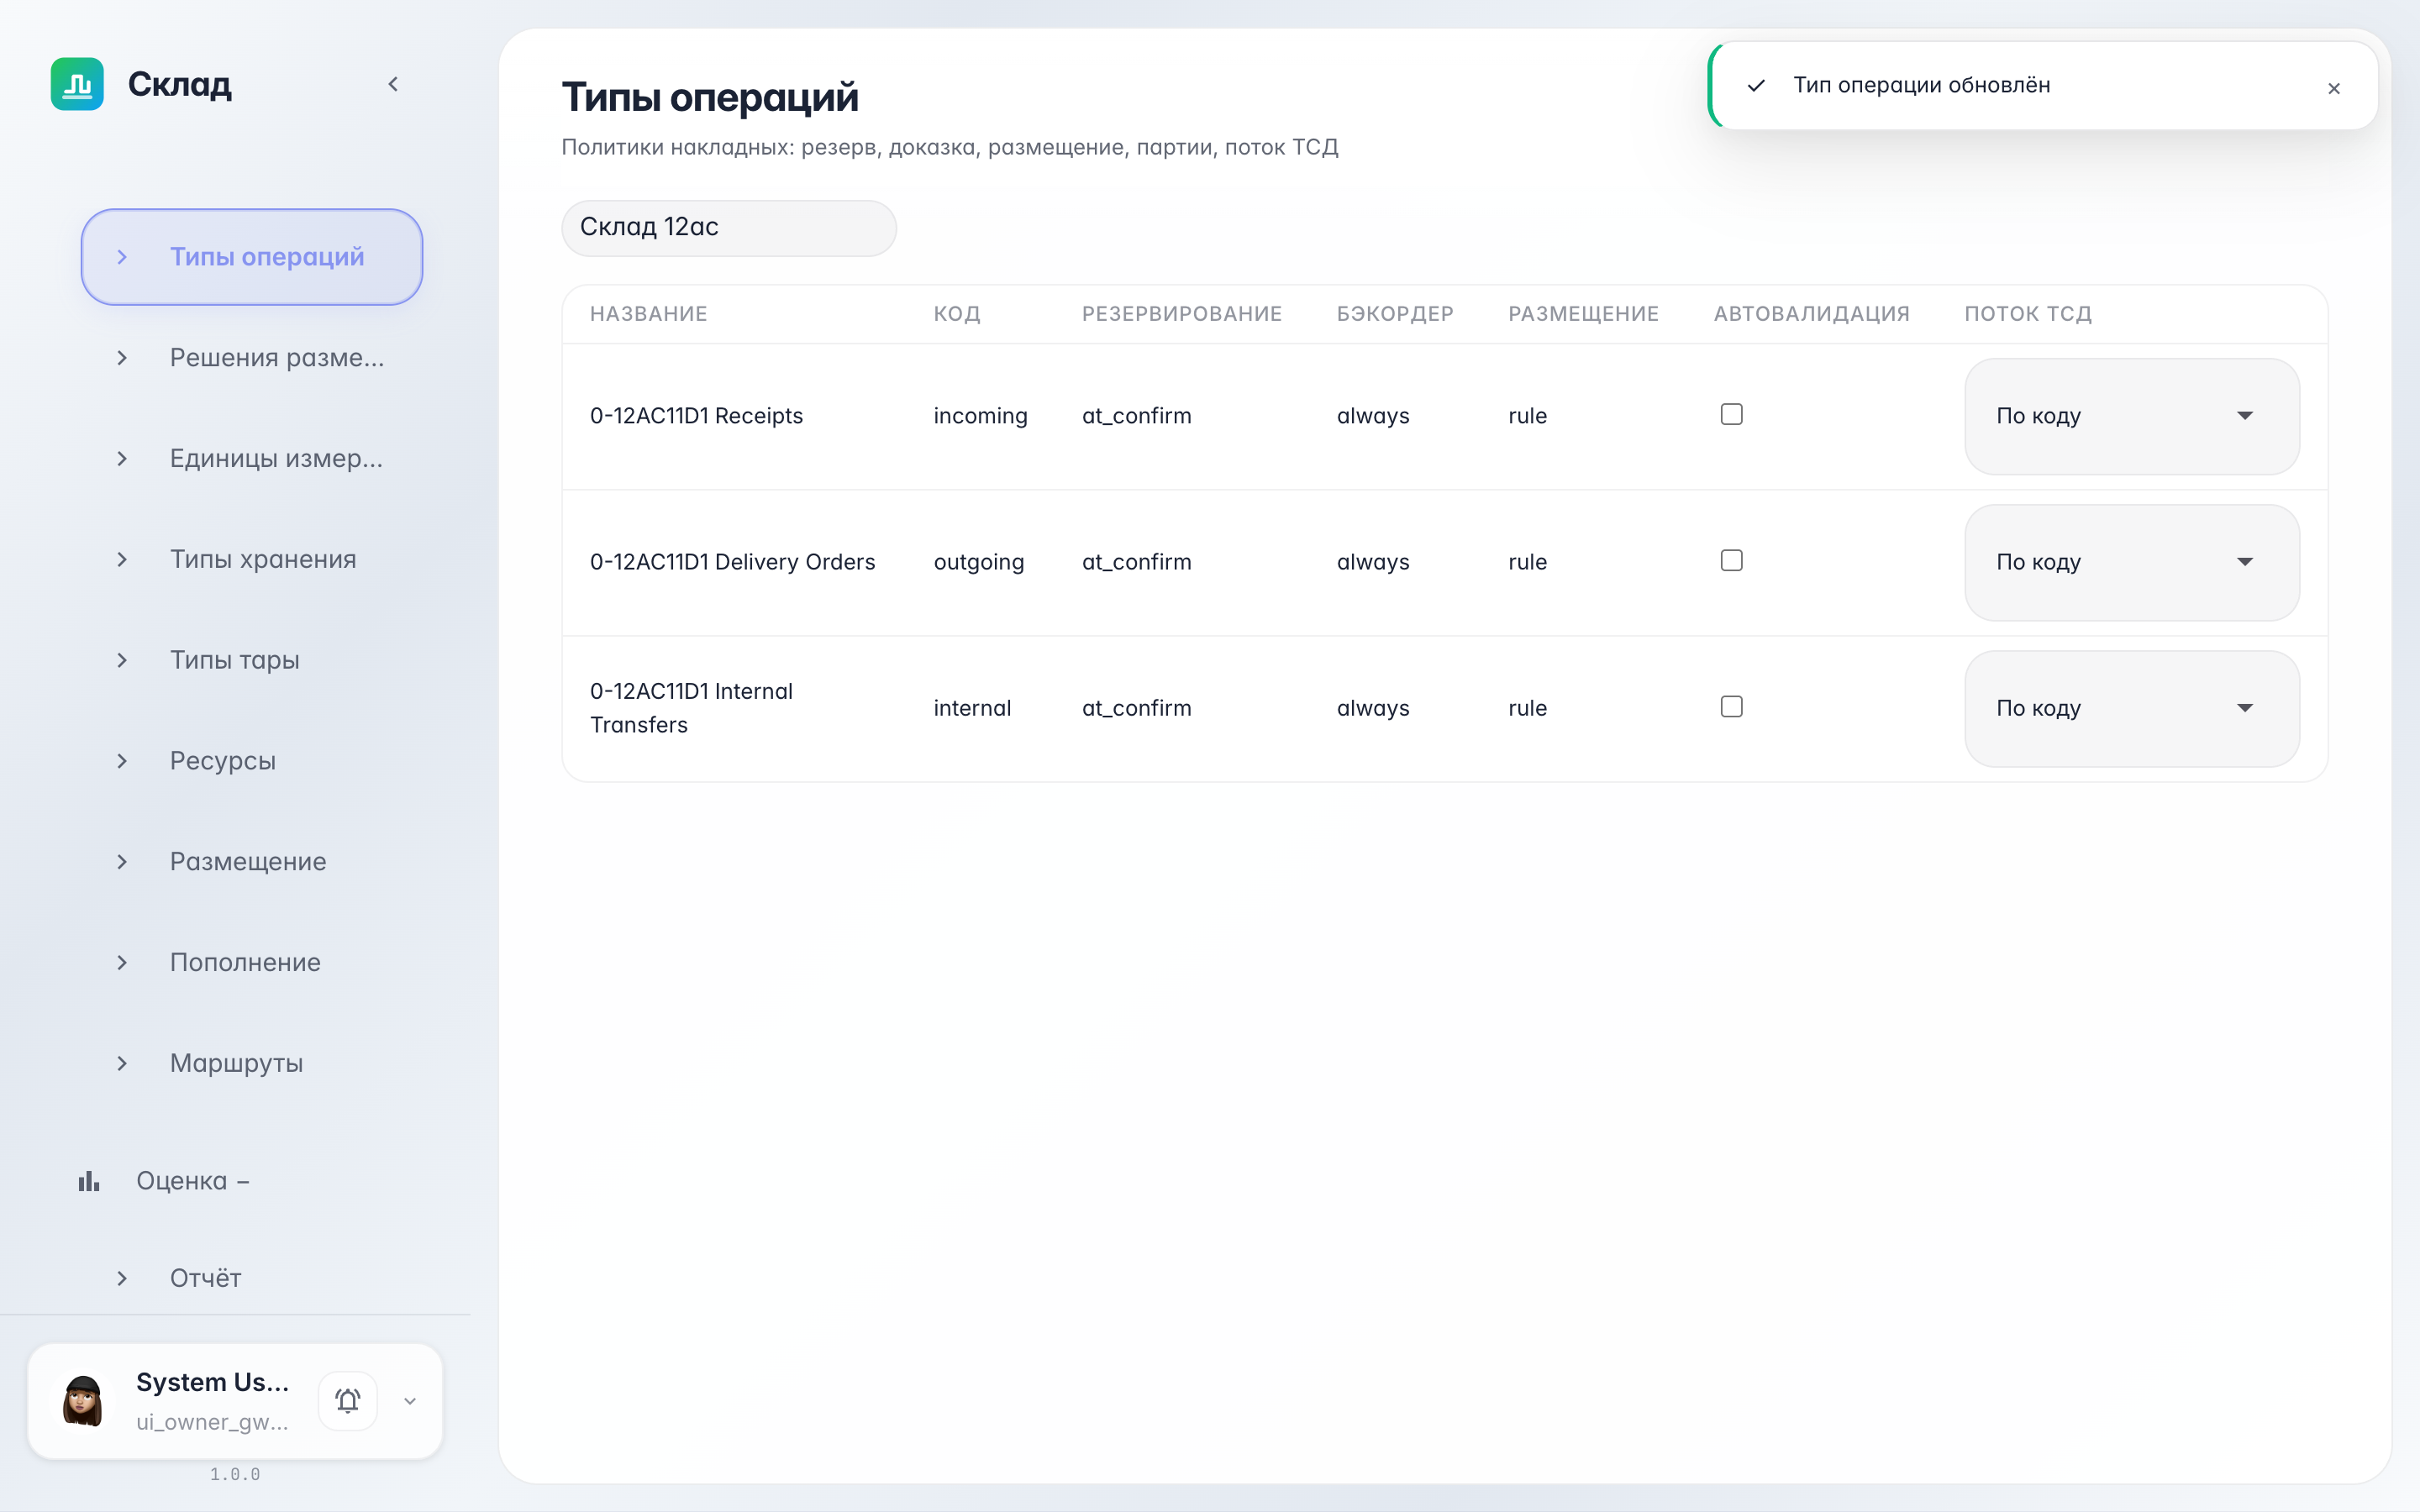 Склад
Типы операций
Решения разме...
Единицы измер...
Типы хранения
Типы тары
Ресурсы
Размещение
Пополнение
Маршруты
Оценка –
Отчёт
System Us...
ui_owner_gw...
1.0.0
Типы операций
Политики накладных: резерв, доказка, размещение, партии, поток ТСД
Тип операции обновлён
Склад 12ac
НАЗВАНИЕ КОД РЕЗЕРВИРОВАНИЕ БЭКОРДЕР РАЗМЕЩЕНИЕ АВТОВАЛИДАЦИЯ ПОТОК ТСД
0-12AC11D1 Receipts incoming at_confirm always rule По коду
0-12AC11D1 Delivery Orders outgoing at_confirm always rule По коду
0-12AC11D1 Internal
Transfers internal at_confirm always rule По коду